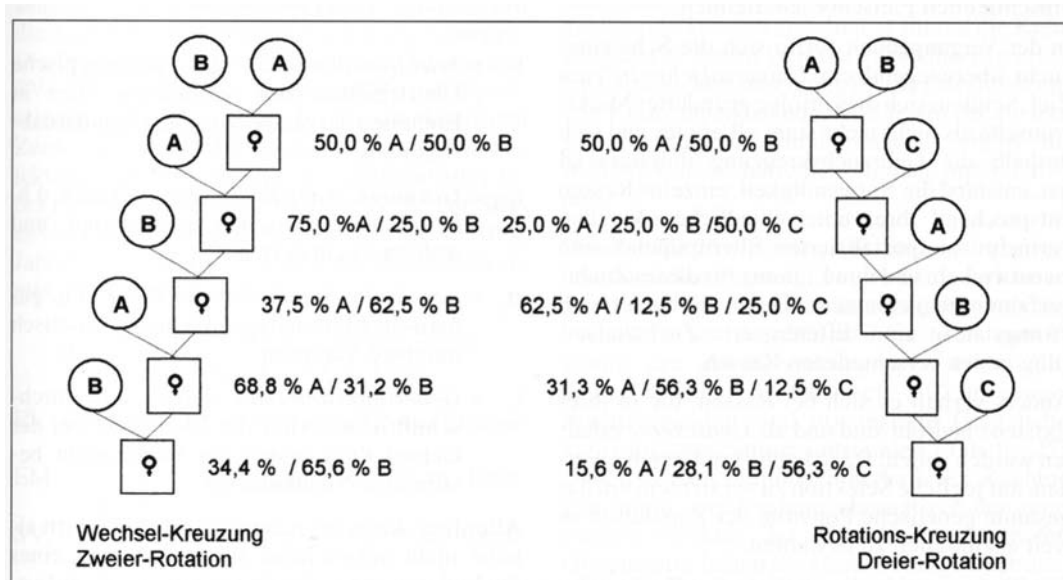 B A A B
A ♀ 50,0 % A / 50,0 % B 50,0 % A / 50,0 % B ♀ C
B ♀ 75,0 %A / 25,0 % B 25,0 % A / 25,0 % B /50,0 % C ♀ A
A ♀ 37,5 % A / 62,5 % B 62,5 % A / 12,5 % B / 25,0 % C ♀ B
B ♀ 68,8 % A / 31,2 % B 31,3 % A / 56,3 % B / 12,5 % C ♀ C
♀ 34,4 % / 65,6 % B 15,6 % A / 28,1 % B / 56,3 % C ♀
Wechsel-Kreuzung
Zweier-Rotation
Rotations-Kreuzung
Dreier-Rotation